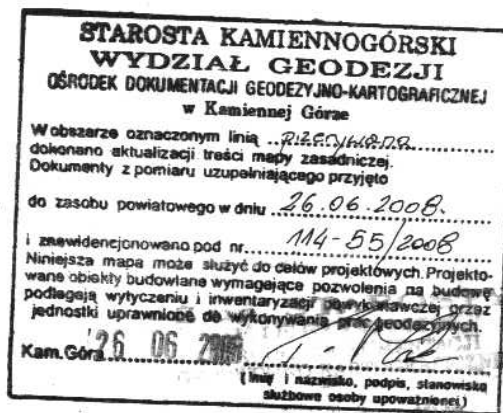 STAROSTA KAMIENNOGÓRSKI
WYDZIAŁ GEODEZJI
OŚRODEK DOKUMENTACJI GEODEZYJNO-KARTOGRAFICZNEJ
w Kamiennej Górze
W obszarze oznaczonym linią ..przerywaną..
dokonano aktualizacji treści mapy zasadniczej.
Dokumenty z pomiaru uzupełniającego przyjęto
do zasobu powiatowego w dniu 26.06.2008.
i zaewidencjonowano pod nr 114-55/2008
Niniejsza mapa może służyć do celów projektowych. Projekto-
wane obiekty budowlane wymagające pozwolenia na budowę
podlegają wytyczeniu i inwentaryzacji powykonawczej przez
jednostki uprawnione do wykonywania prac geodezyjnych.
Kam. Góra 26 06 2008
(imię i nazwisko, podpis, stanowisko
służbowe osoby upoważnionej)